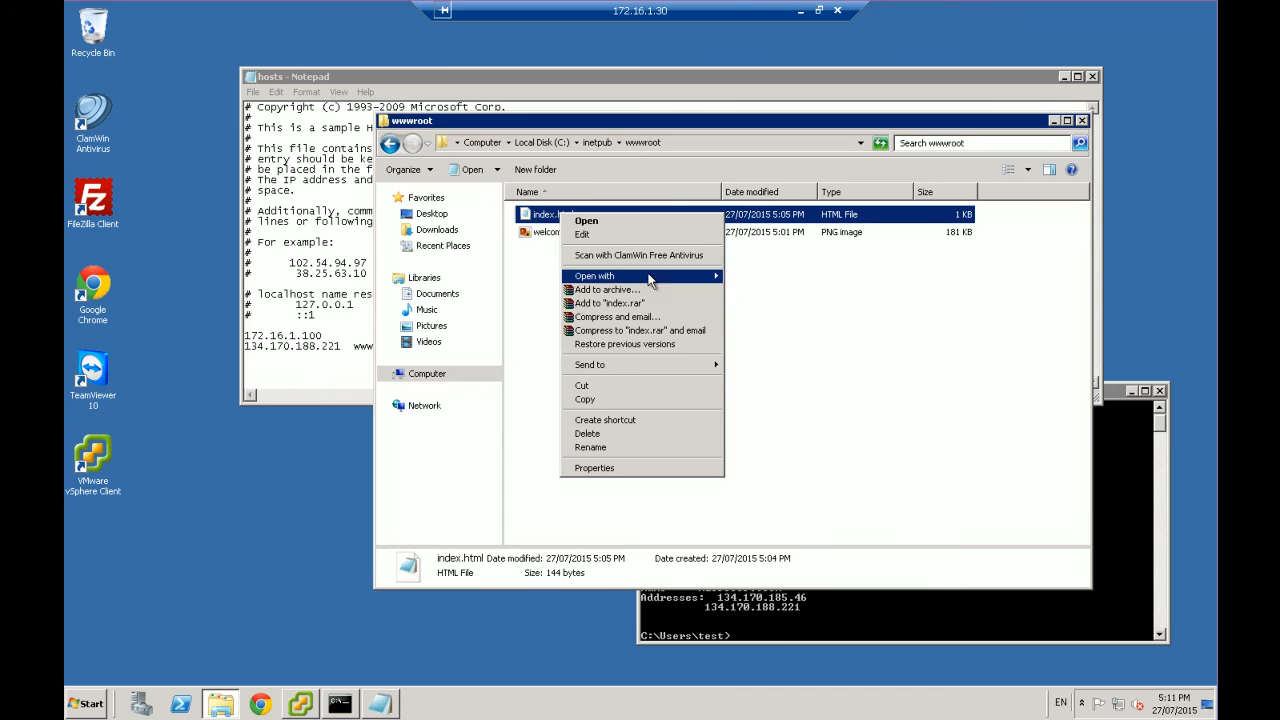 172.16.1.30
Recycle Bin
ClamWin
Antivirus
FileZilla Client
Google
Chrome
TeamViewer
10
VMware
vSphere Client
hosts - Notepad
File Edit Format View Help
# Copyright (c) 1993-2009 Microsoft Corp.
#
# This is a sample H
#
# This file contains
# entry should be ke
# be placed in the f
# The IP address and
# space.
#
# Additionally, comm
# lines or following
#
# For example:
#
# 102.54.94.97
# 38.25.63.10
# localhost name res
# 127.0.0.1
# ::1
172.16.1.100
134.170.188.221 www
wwwroot
Computer Local Disk (C:) inetpub wwwroot
Search wwwroot
Organize Open New folder
Favorites
Desktop
Downloads
Recent Places
Libraries
Documents
Music
Pictures
Videos
Computer
Network
Name Date modified Type Size
index.html 27/07/2015 5:05 PM HTML File 1 KB
welcom 27/07/2015 5:01 PM PNG image 181 KB
Open
Edit
Scan with ClamWin Free Antivirus
Open with
Add to archive...
Add to "index.rar"
Compress and email...
Compress to "index.rar" and email
Restore previous versions
Send to
Cut
Copy
Create shortcut
Delete
Rename
Properties
index.html Date modified: 27/07/2015 5:05 PM Date created: 27/07/2015 5:04 PM
HTML File Size: 144 bytes
Addresses: 134.170.185.46
134.170.188.221
C:\Users\test>
Start
EN
5:11 PM
27/07/2015